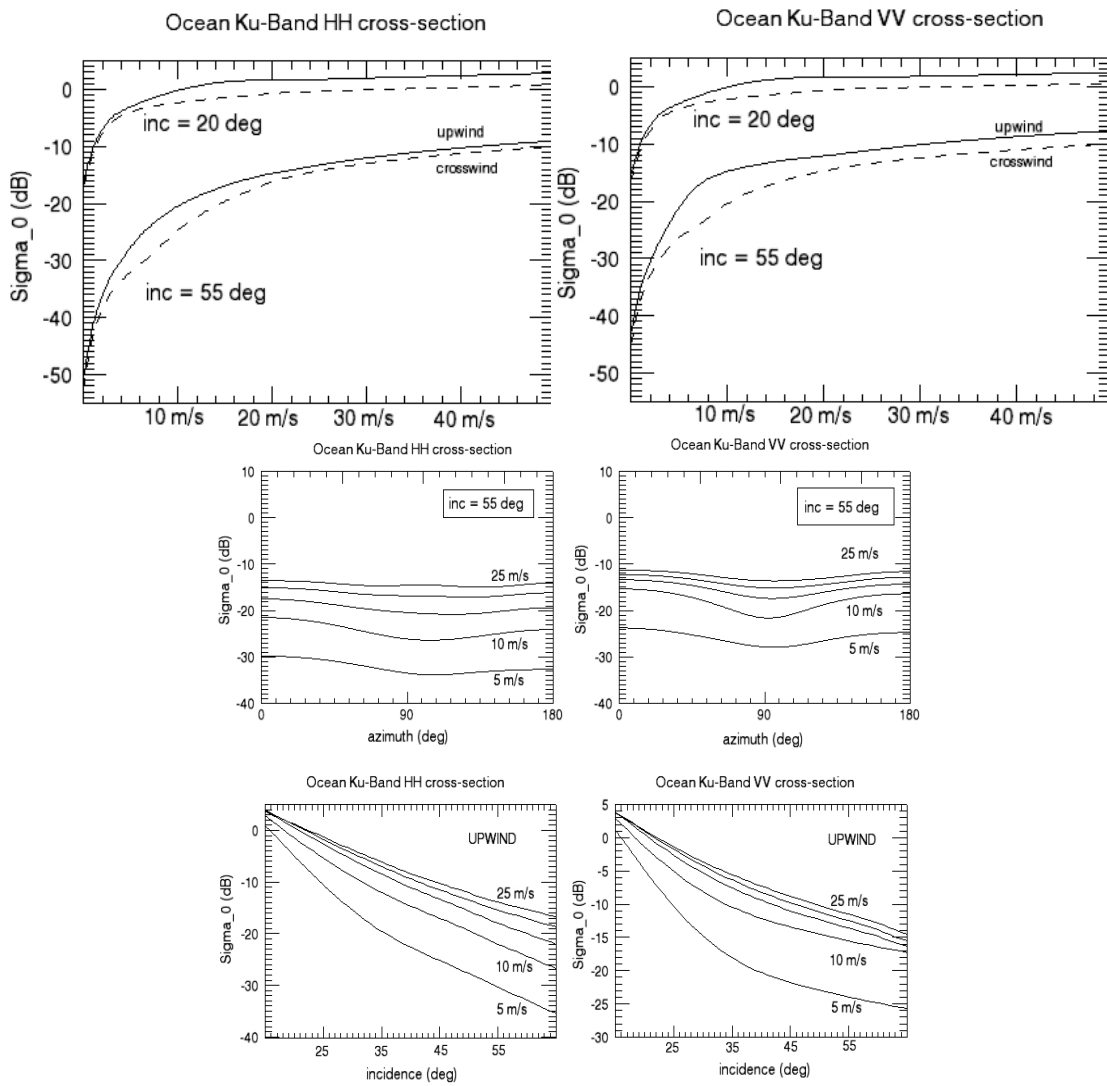 Ocean Ku-Band HH cross-section
Ocean Ku-Band VV cross-section
0
-10
-20
-30
-40
-50
Sigma_0 (dB)
inc = 20 deg
upwind
crosswind
inc = 55 deg
10 m/s
20 m/s
30 m/s
40 m/s
0
-10
-20
-30
-40
-50
Sigma_0 (dB)
inc = 20 deg
upwind
crosswind
inc = 55 deg
10 m/s
20 m/s
30 m/s
40 m/s
Ocean Ku-Band HH cross-section
10
0
-10
-20
-30
-40
Sigma_0 (dB)
inc = 55 deg
25 m/s
10 m/s
5 m/s
0
90
180
azimuth (deg)
Ocean Ku-Band VV cross-section
10
0
-10
-20
-30
-40
Sigma_0 (dB)
inc = 55 deg
25 m/s
10 m/s
5 m/s
0
90
180
azimuth (deg)
Ocean Ku-Band HH cross-section
0
-10
-20
-30
-40
Sigma_0 (dB)
UPWIND
25 m/s
10 m/s
5 m/s
25
35
45
55
incidence (deg)
Ocean Ku-Band VV cross-section
5
0
-5
-10
-15
-20
-25
-30
Sigma_0 (dB)
UPWIND
25 m/s
10 m/s
5 m/s
25
35
45
55
incidence (deg)